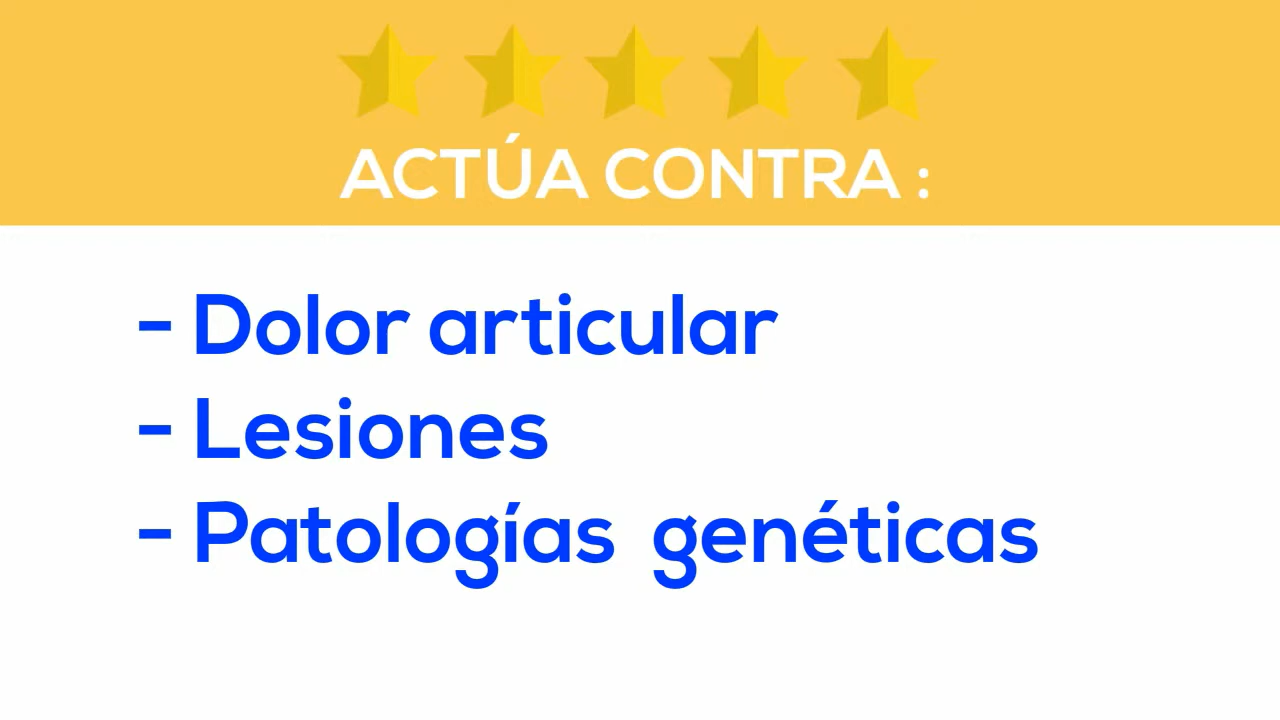 ACTÚA CONTRA :
- Dolor articular
- Lesiones
- Patologías genéticas